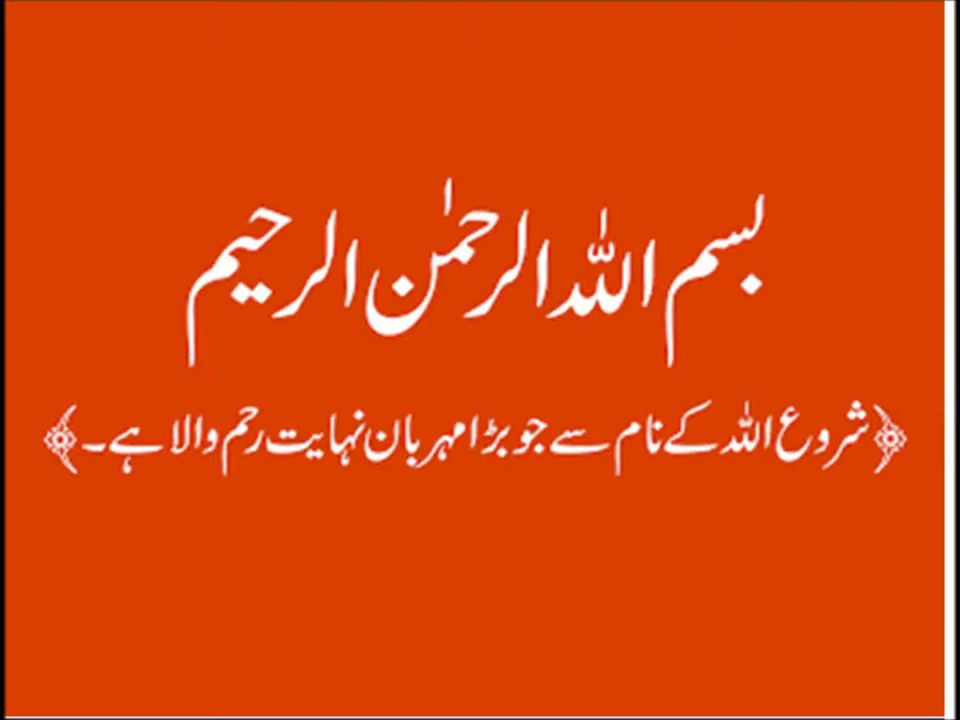 بسم اللہ الرحمٰن الرحیم
﴿شروع اللہ کے نام سے جو بڑا مہربان نہایت رحم والا ہے۔﴾